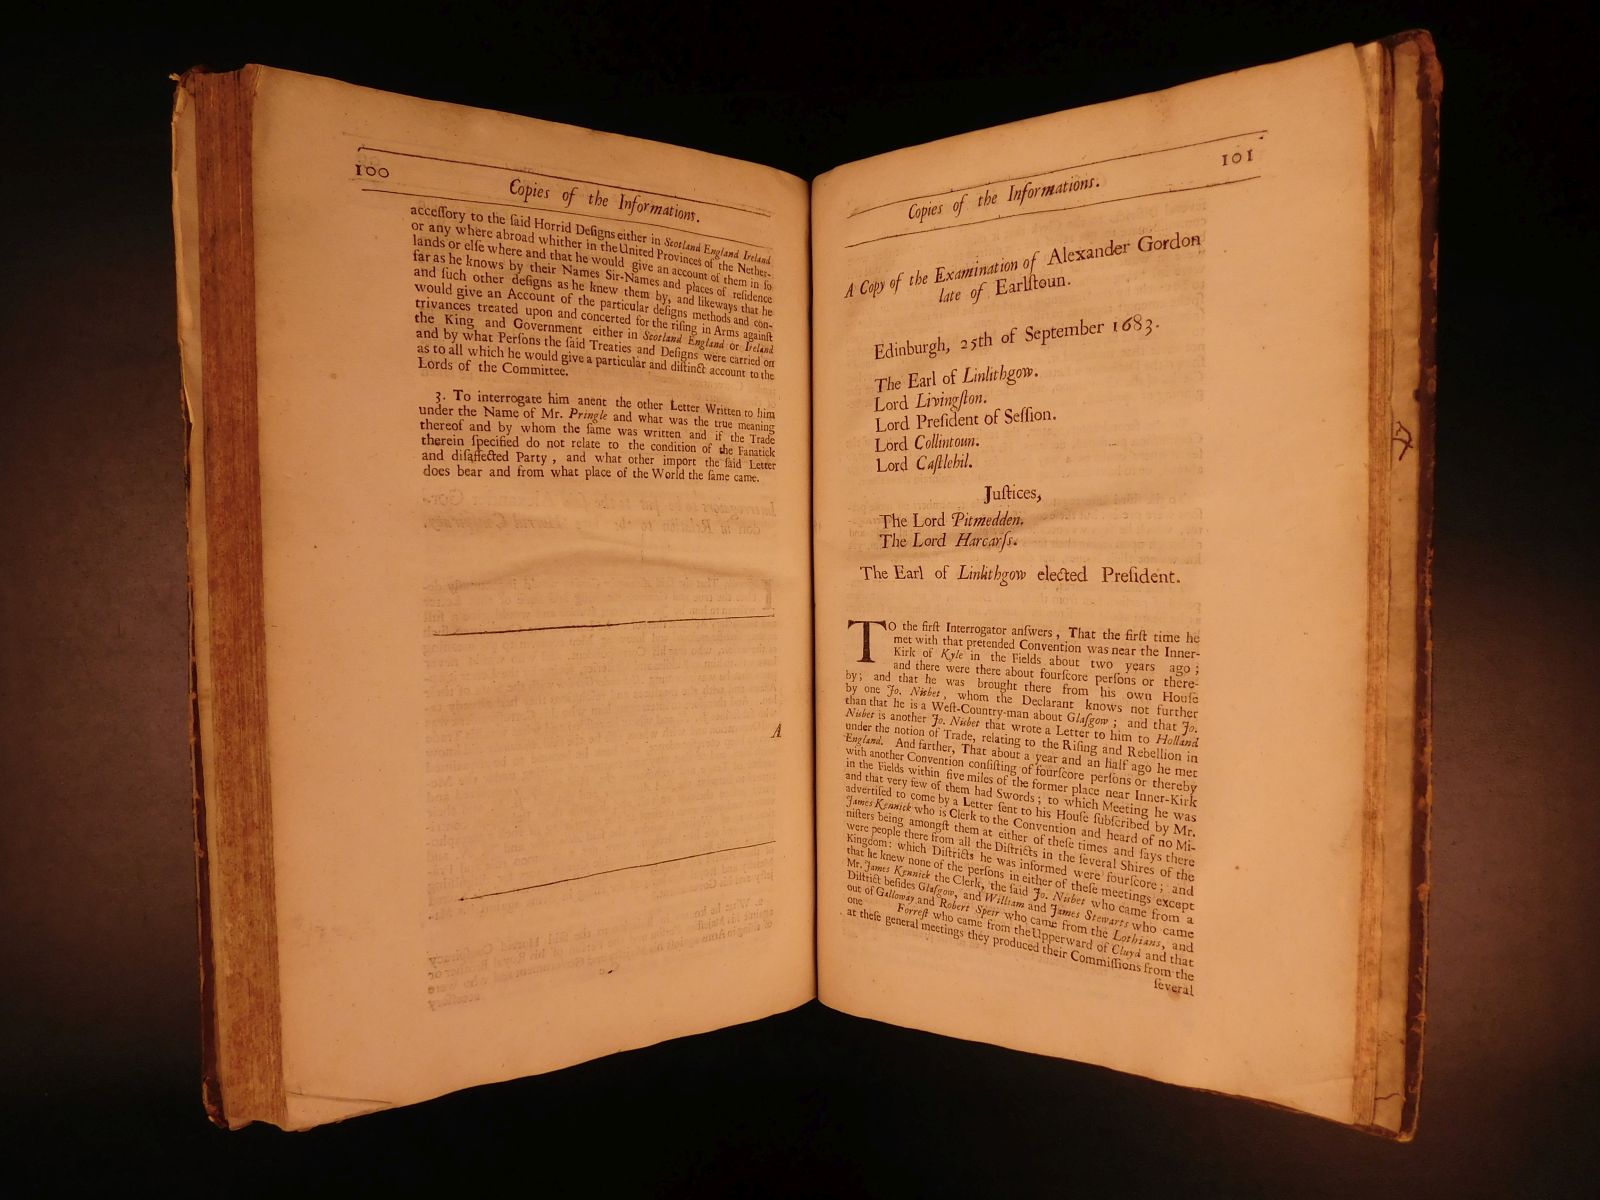 100
Copies of the Informations.
acceſſory to the ſaid Horrid Deſigns either in Scotland England Ireland
or any where abroad whither in the United Provinces of the Nether-
lands or elſe where and that he would give an account of them in ſo
far as he knows by their Names Sir-Names and places of reſidence
and ſuch other deſigns as he knew them by, and likeways that he
would give an Account of the particular deſigns methods and con-
trivances treated upon and concerted for the riſing in Arms againſt
the King and Government either in Scotland England or Ireland
and by what Perſons the ſaid Treaties and Deſigns were carried on
as to all which he would give a particular and diſtinct account to the
Lords of the Committee.
3. To interrogate him anent the other Letter Written to him
under the Name of Mr. Pringle and what was the true meaning
thereof and by whom the ſame was written and if the Trade
therein ſpecified do not relate to the condition of the Fanatick
and diſaffected Party , and what other import the ſaid Letter
does bear and from what place of the World the ſame came.
A
101
Copies of the Informations.
A Copy of the Examination of Alexander Gordon
late of Earlſtoun.
Edinburgh, 25th of September 1683.
The Earl of Linlithgow.
Lord Livingſton.
Lord Preſident of Seſſion.
Lord Collintoun.
Lord Caſtlehil.
Juſtices,
The Lord Pitmedden.
The Lord Harcarſs.
The Earl of Linlithgow elected Preſident.
TO the firſt Interrogator anſwers , That the firſt time he
met with that pretended Convention was near the Inner-
Kirk of Kyle in the Fields about two years ago ;
and there were there about fourſcore perſons or there-
by; and that he was brought there from his own Houſe
by one Jo. Nisbet, whom the Declarant knows not further
than that he is a Weſt-Country-man about Glaſgow ; and that Jo.
Nisbet is another Jo. Nisbet that wrote a Letter to him to Holland
under the notion of Trade, relating to the Riſing and Rebellion in
England. And farther, That about a year and an half ago he met
with another Convention conſiſting of fourſcore perſons or thereby
in the Fields within five miles of the former place near Inner-Kirk
and that very few of them had Swords ; to which Meeting he was
advertiſed to come by a Letter ſent to his Houſe ſubſcribed by Mr.
James Kennick who is Clerk to the Convention and heard of no Mi-
niſters being amongſt them at either of theſe times and ſays there
were people there from all the Diſtricts in the ſeveral Shires of the
Kingdom: which Diſtricts he was informed were fourſcore ; and
that he knew none of the perſons in either of theſe meetings except
Mr. James Kennick the Clerk, the ſaid Jo. Nisbet who came from a
Diſtrict beſides Glaſgow, and William and James Stewarts who came
out of Galloway and Robert Speir who came from the Lothians, and
one Forreſt who came from the Upperward of Cluyd and that
at theſe general meetings they produced their Commiſſions from the
ſeveral